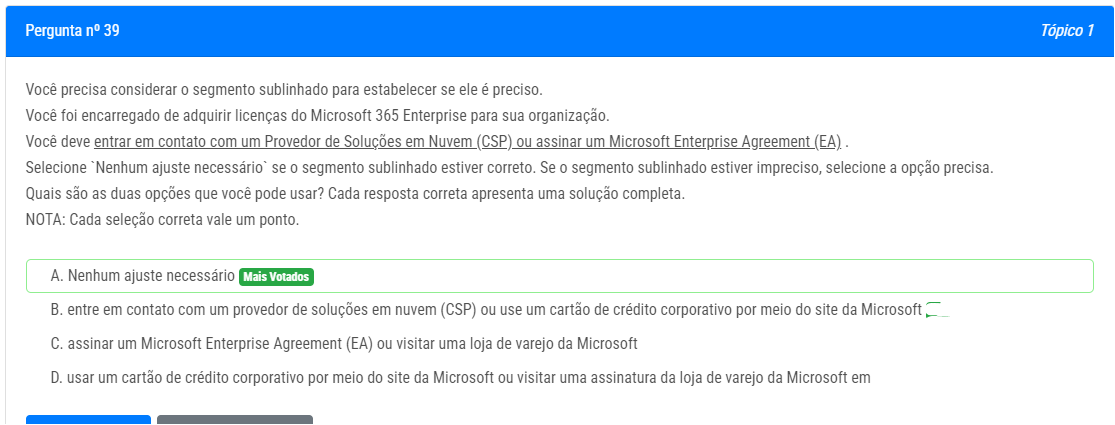 Pergunta nº 39
Tópico 1
Você precisa considerar o segmento sublinhado para estabelecer se ele é preciso.
Você foi encarregado de adquirir licenças do Microsoft 365 Enterprise para sua organização.
Você deve entrar em contato com um Provedor de Soluções em Nuvem (CSP) ou assinar um Microsoft Enterprise Agreement (EA) .
Selecione `Nenhum ajuste necessário` se o segmento sublinhado estiver correto. Se o segmento sublinhado estiver impreciso, selecione a opção precisa.
Quais são as duas opções que você pode usar? Cada resposta correta apresenta uma solução completa.
NOTA: Cada seleção correta vale um ponto.
A. Nenhum ajuste necessário Mais Votados
B. entre em contato com um provedor de soluções em nuvem (CSP) ou use um cartão de crédito corporativo por meio do site da Microsoft
C. assinar um Microsoft Enterprise Agreement (EA) ou visitar uma loja de varejo da Microsoft
D. usar um cartão de crédito corporativo por meio do site da Microsoft ou visitar uma assinatura da loja de varejo da Microsoft em